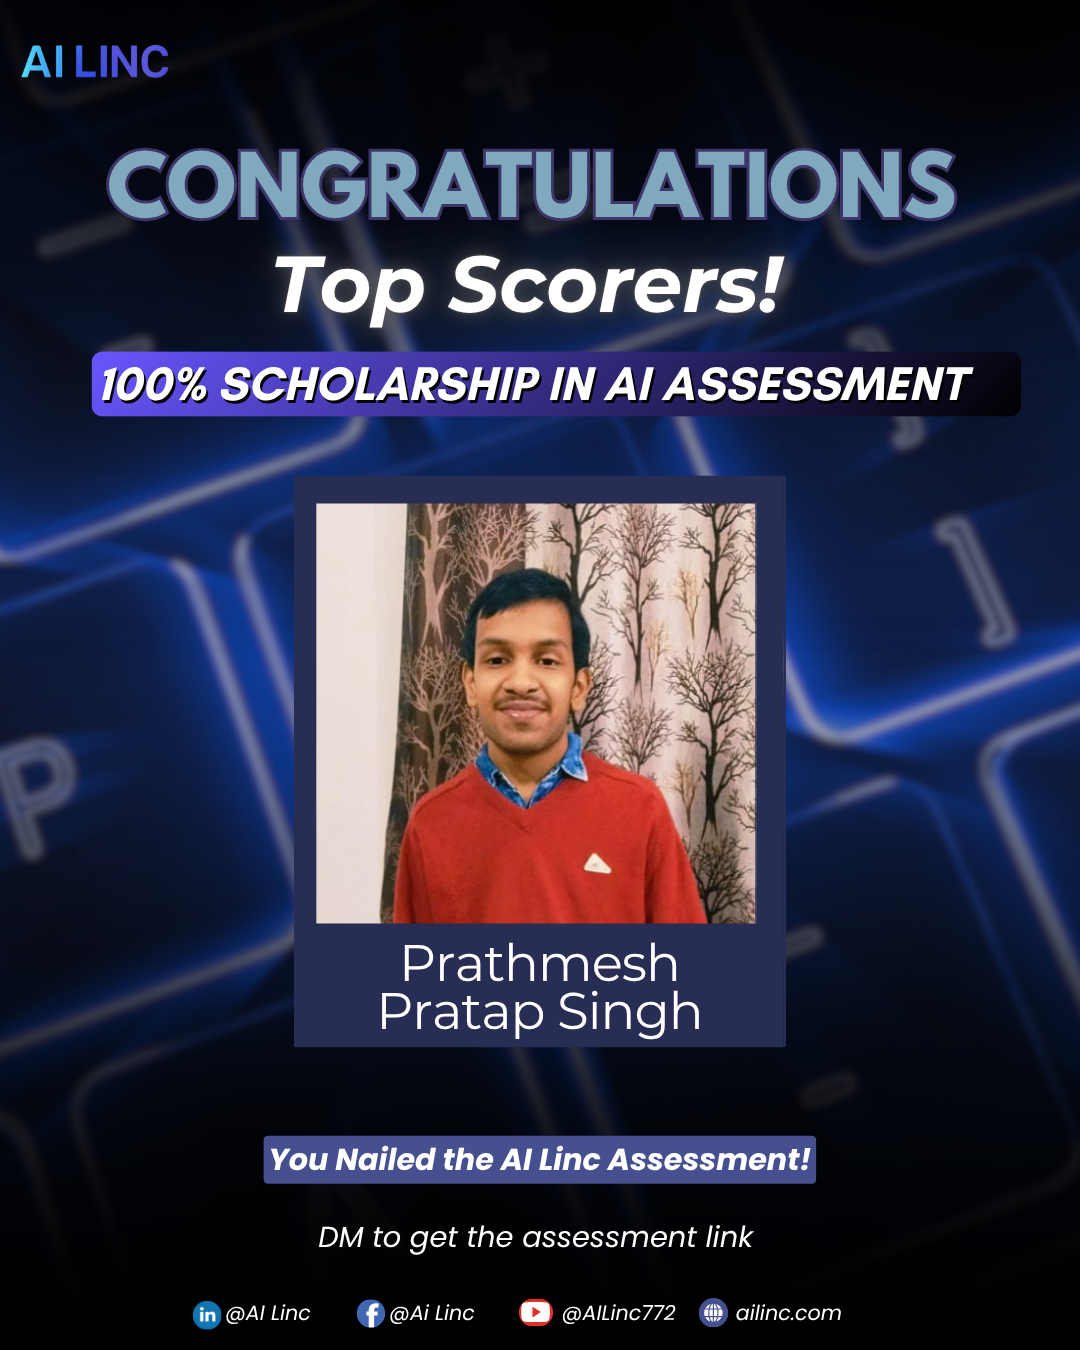 AI LINC
CONGRATULATIONS
Top Scorers!
100% SCHOLARSHIP IN AI ASSESSMENT
Prathmesh
Pratap Singh
You Nailed the AI Linc Assessment!
DM to get the assessment link
in @AI Linc f @Ai Linc @AILinc772 ailinc.com
P